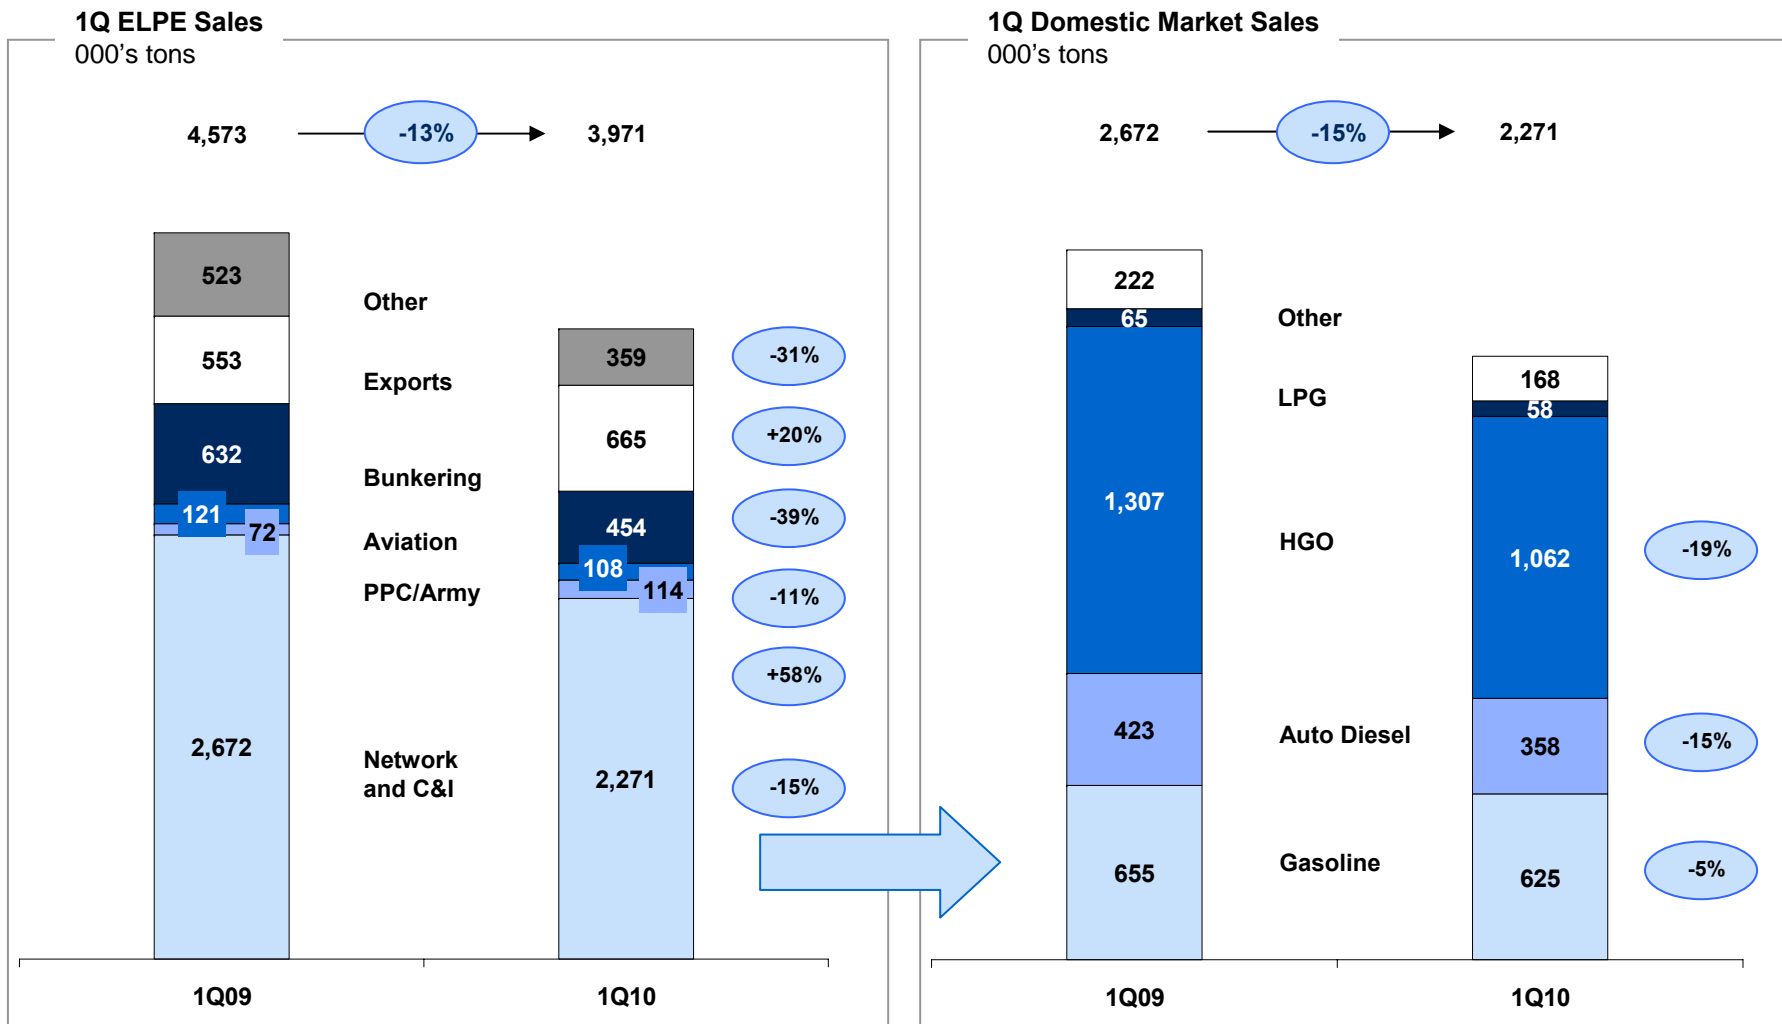 1Q ELPE Sales
000's tons
4,573
-13%
3,971
523
553
632
121
72
2,672
Other
Exports
Bunkering
Aviation
PPC/Army
Network
and C&I
359
665
454
108
114
2,271
-31%
+20%
-39%
-11%
+58%
-15%
1Q09
1Q10
1Q Domestic Market Sales
000's tons
2,672
-15%
2,271
222
65
1,307
423
655
Other
LPG
HGO
Auto Diesel
Gasoline
168
58
1,062
358
625
-19%
-15%
-5%
1Q09
1Q10